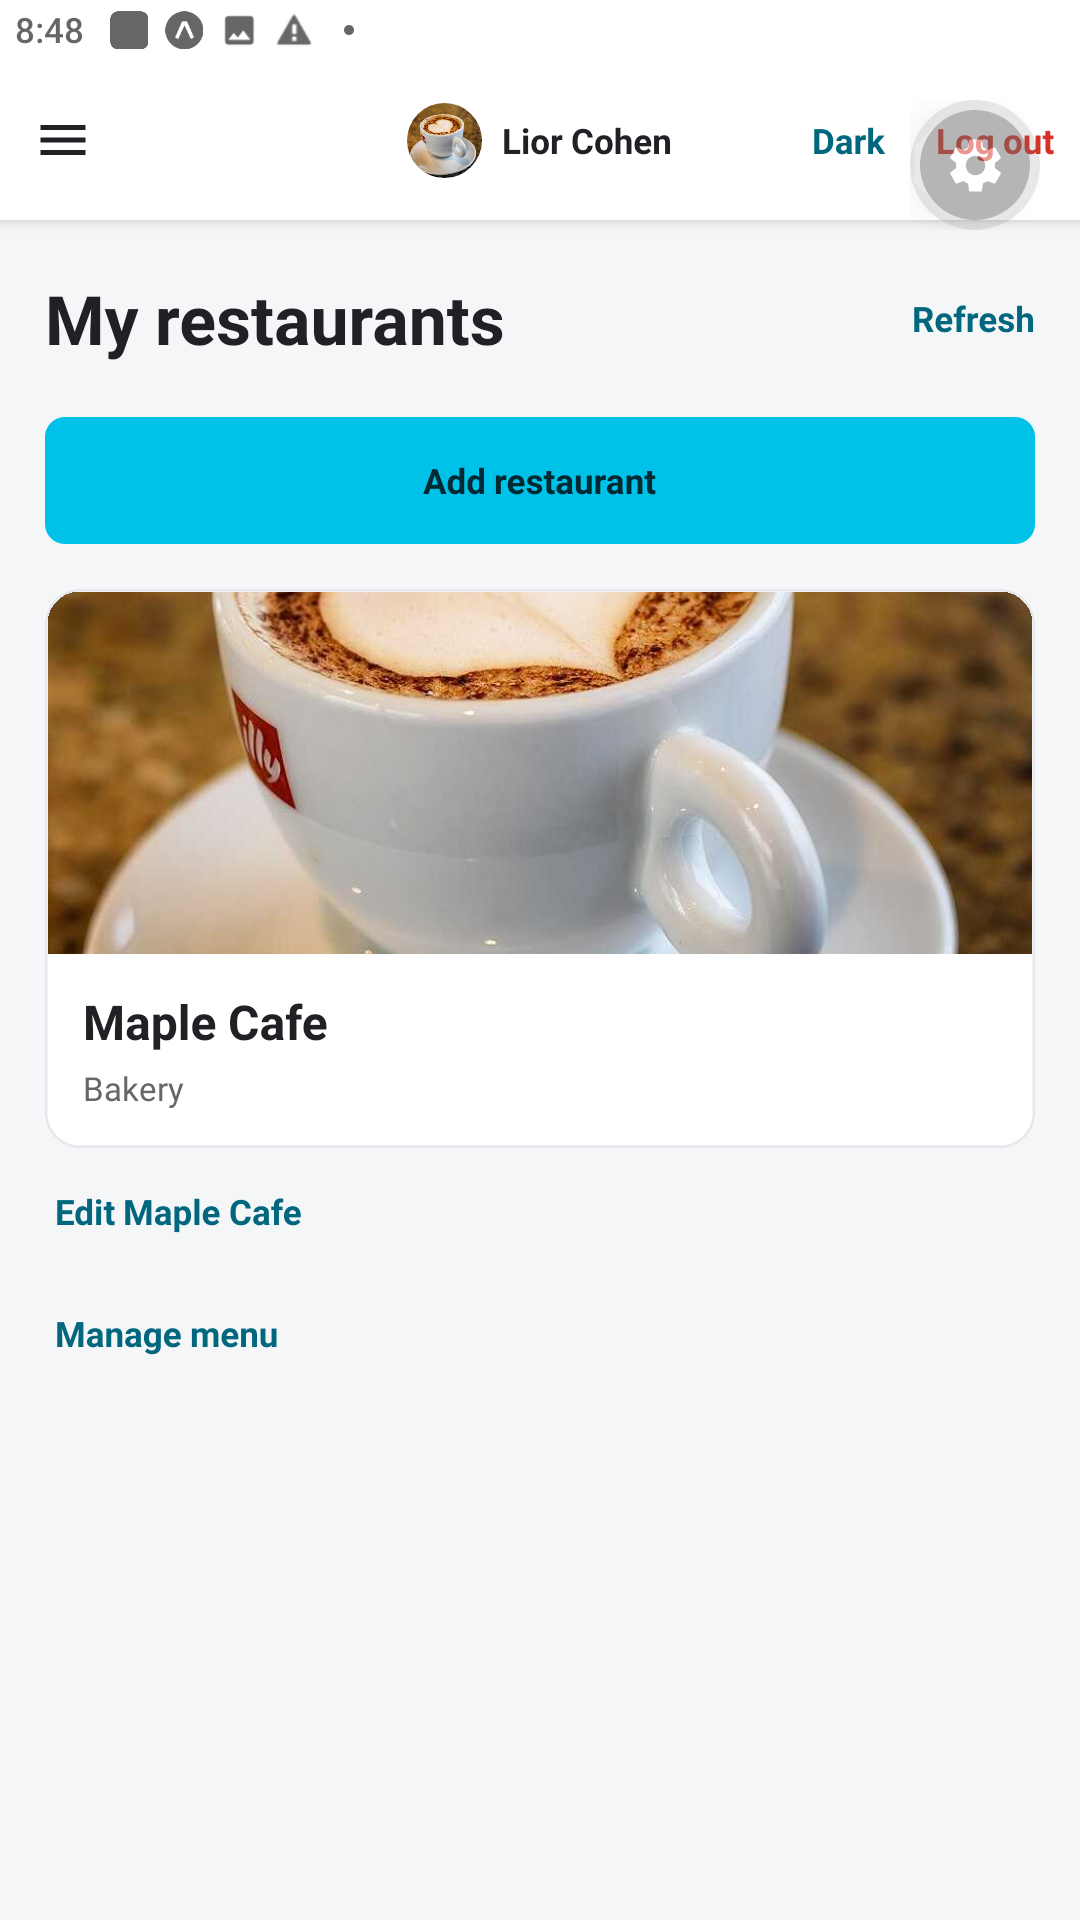 8:48
Lior Cohen
Dark
Log out
My restaurants
Refresh
Add restaurant
illy
Maple Cafe
Bakery
Edit Maple Cafe
Manage menu